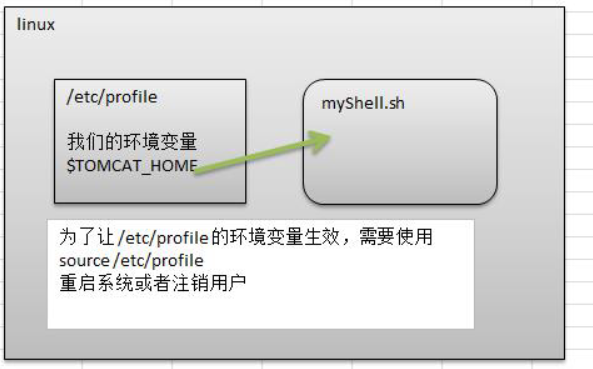 linux
/etc/profile
我们的环境变量
$TOMCAT_HOME
myShell.sh
为了让/etc/profile的环境变量生效，需要使用
source /etc/profile
重启系统或者注销用户